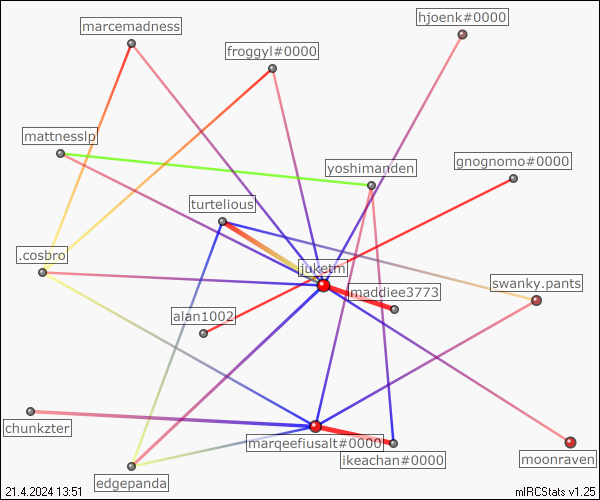 hjoenk#0000
marcemadness
froggyl#0000
mattnesslp
gnognomo#0000
yoshimanden
turtelious
.cosbro
juketm
swanky.pants
maddiee3773
alan1002
chunkzter
marqeefiusalt#0000
ikeachan#0000
moonraven
edgepanda
21.4.2024 13:51
mIRCStats v1.25